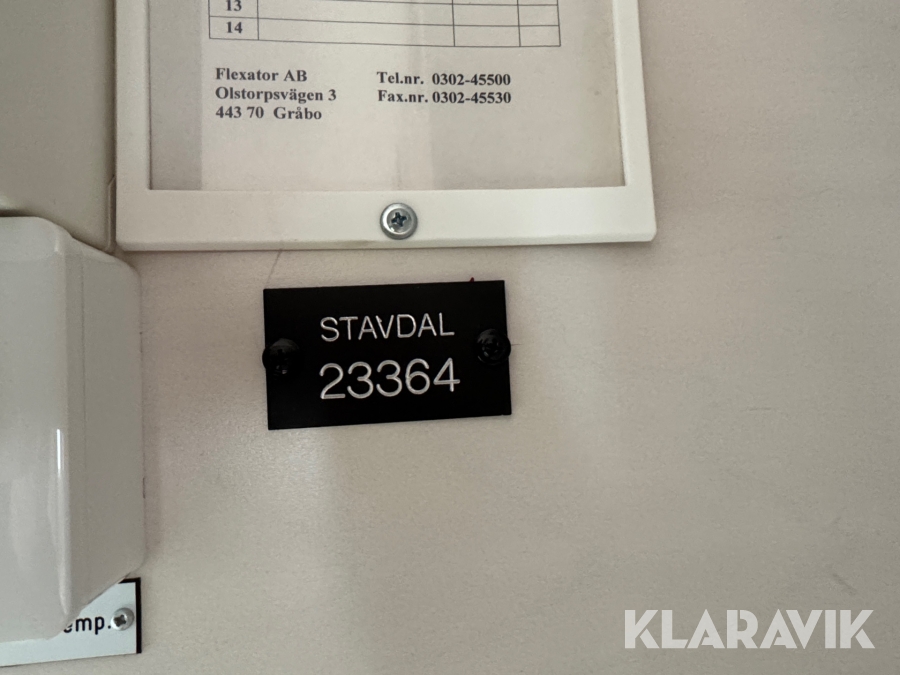 13
14
Flexator AB Tel.nr. 0302-45500
Olstorpsvägen 3 Fax.nr. 0302-45530
443 70 Gråbo
STAVDAL
23364
emp.
KLARAVIK